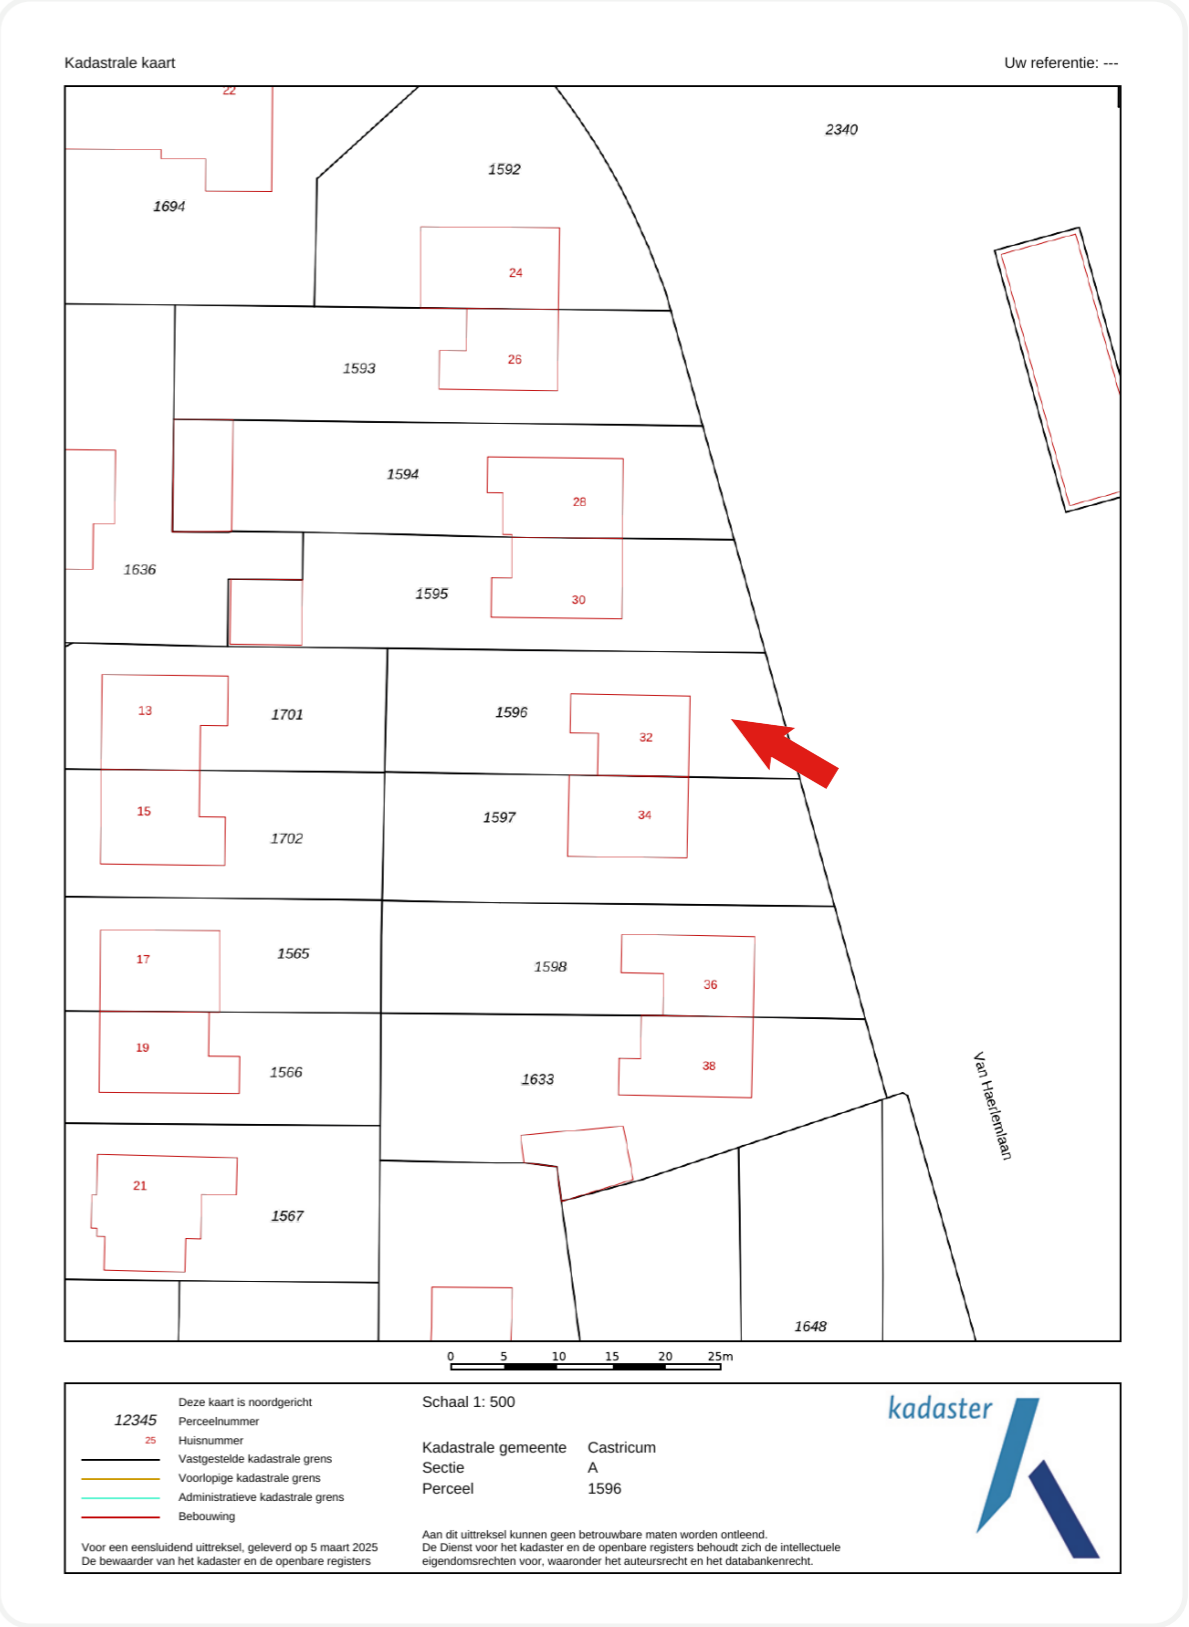 Kadastrale kaart
Uw referentie: ---
22
2340
1592
1694
24
26
1593
1594
28
1636
1595
30
13
1701
1596
32
15
1597
34
1702
17
1565
1598
36
19
1566
1633
38
Van Haerlemlaan
21
1567
1648
0 5 10 15 20 25m
Deze kaart is noordgericht
12345 Perceelnummer
25 Huisnummer
Vastgestelde kadastrale grens
Voorlopige kadastrale grens
Administratieve kadastrale grens
Bebouwing
Voor een eensluidend uittreksel, geleverd op 5 maart 2025
De bewaarder van het kadaster en de openbare registers
Schaal 1: 500
Kadastrale gemeente Castricum
Sectie A
Perceel 1596
Aan dit uittreksel kunnen geen betrouwbare maten worden ontleend.
De Dienst voor het kadaster en de openbare registers behoudt zich de intellectuele
eigendomsrechten voor, waaronder het auteursrecht en het databankenrecht.
kadaster